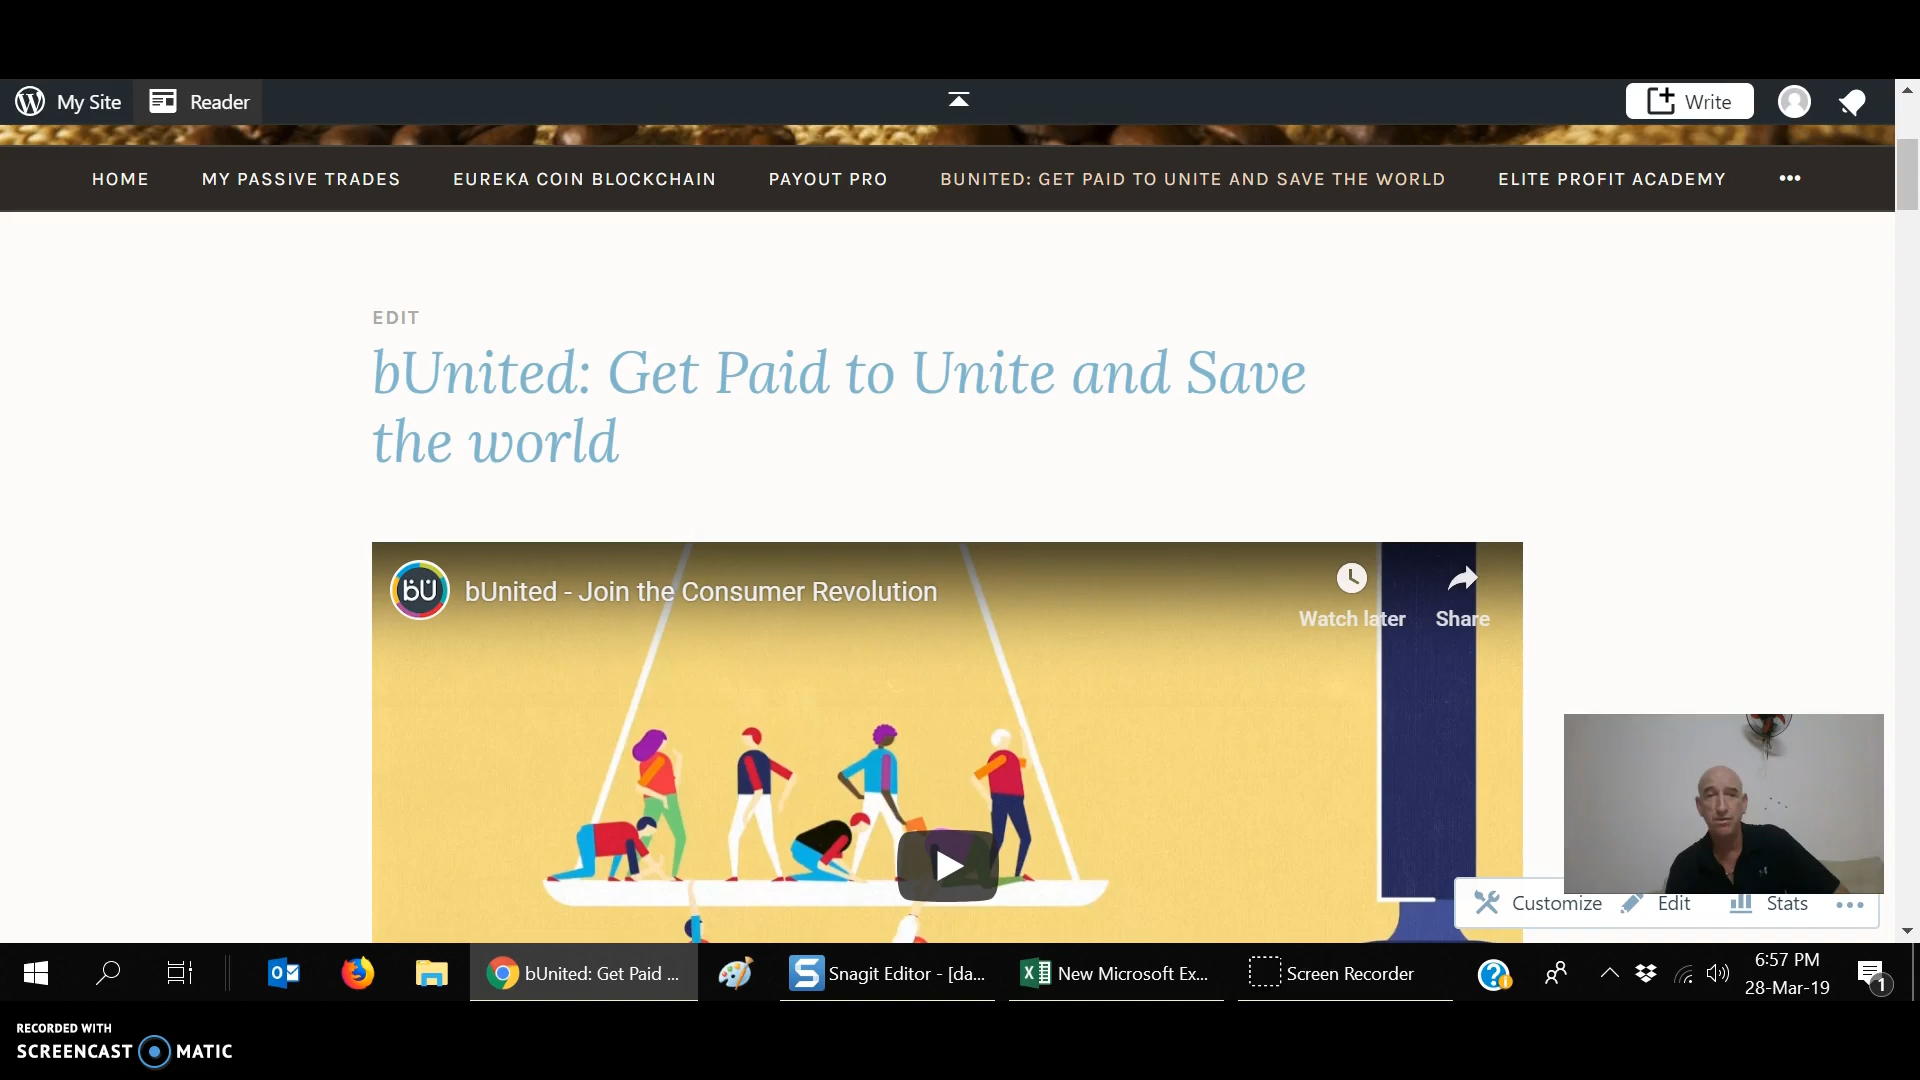 My Site
Reader
Write
HOME
MY PASSIVE TRADES
EUREKA COIN BLOCKCHAIN
PAYOUT PRO
BUNITED: GET PAID TO UNITE AND SAVE THE WORLD
ELITE PROFIT ACADEMY
•••
EDIT
bUnited: Get Paid to Unite and Save
the world
bU
bUnited - Join the Consumer Revolution
Watch later
Share
Customize
Edit
Stats
bUnited: Get Paid ...
Snagit Editor - [da...
New Microsoft Ex...
Screen Recorder
6:57 PM
28-Mar-19
1
RECORDED WITH
SCREENCAST MATIC